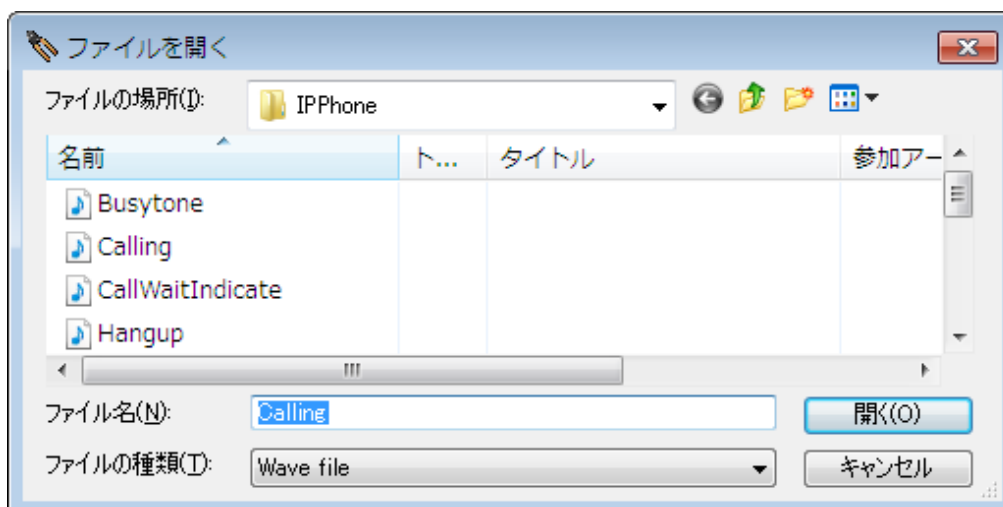 ファイルを開く
ファイルの場所(I): IPPhone
名前 ト... タイトル 参加アー
Busytone
Calling
CallWaitIndicate
Hangup
ファイル名(N): Calling 開く(O)
ファイルの種類(T): Wave file キャンセル